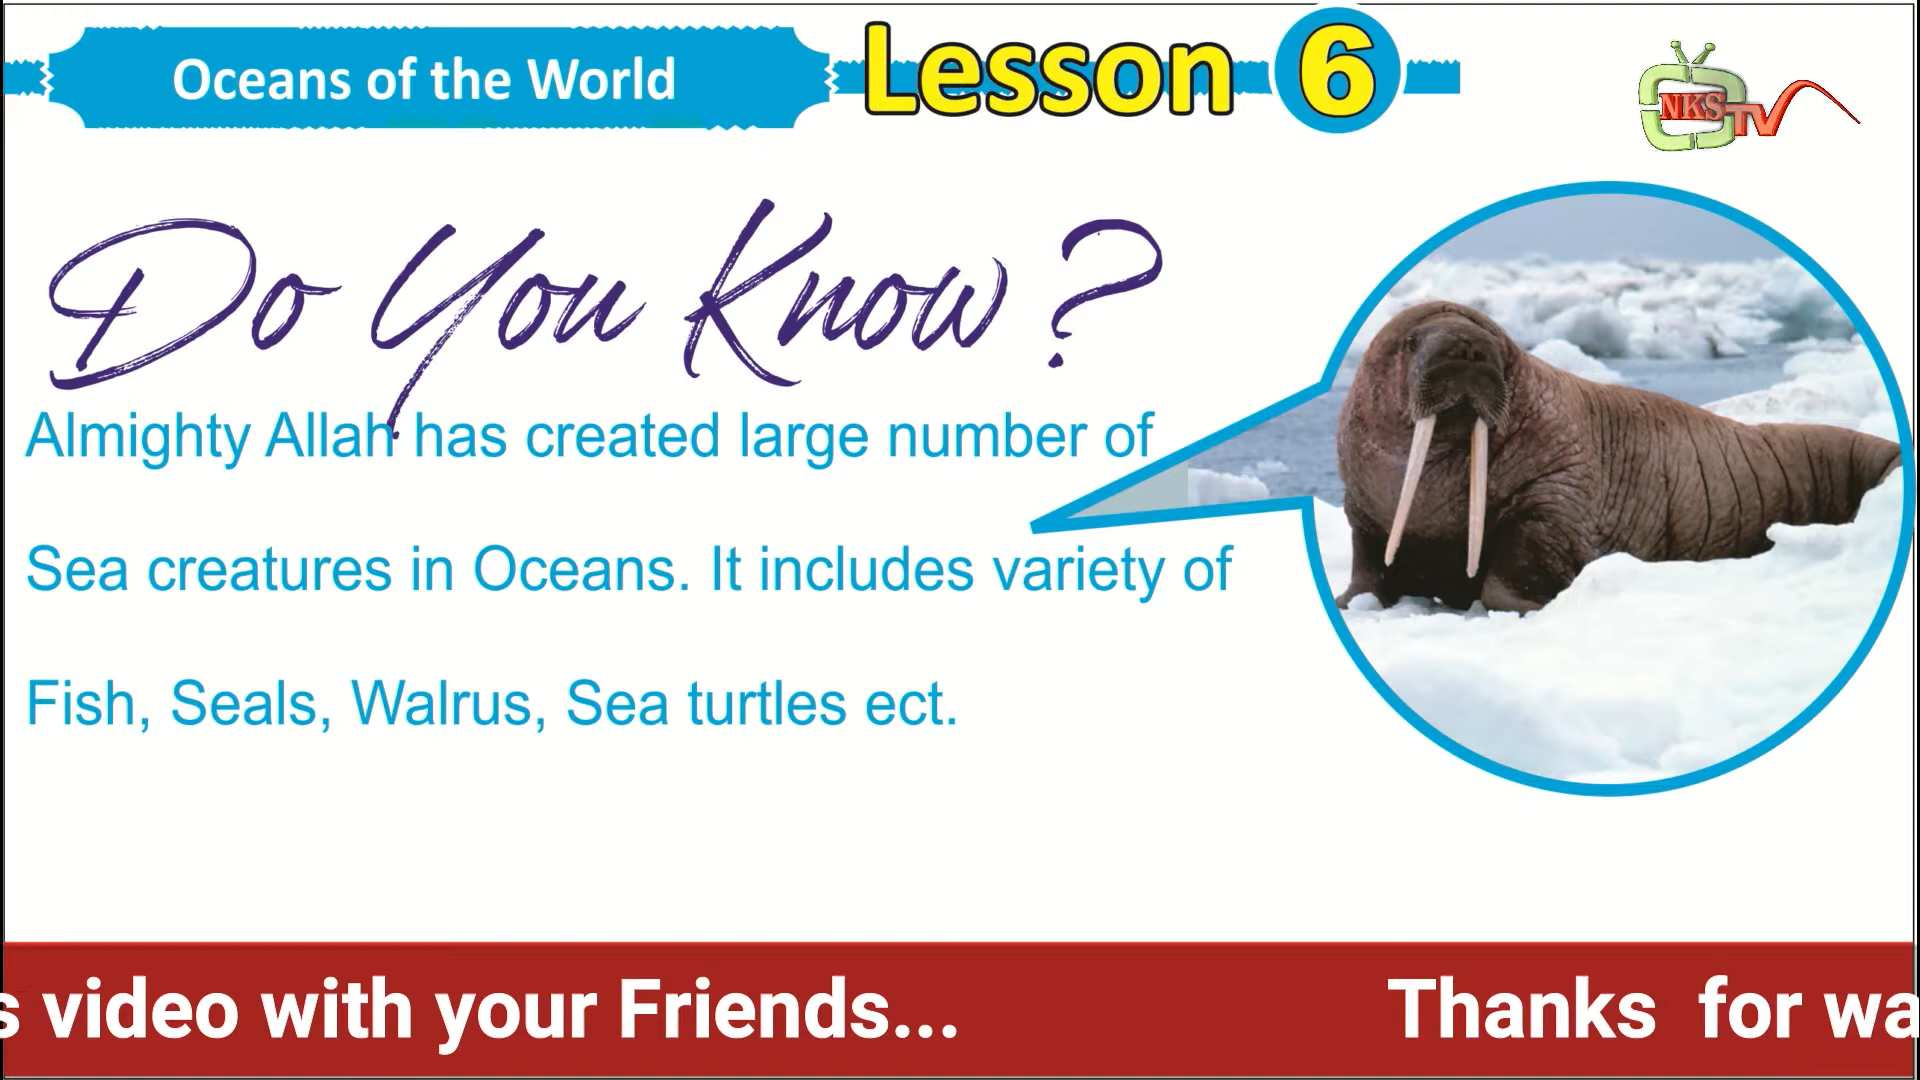 Oceans of the World
Lesson 6
NKS TV
Do You Know?
Almighty Allah has created large number of
Sea creatures in Oceans. It includes variety of
Fish, Seals, Walrus, Sea turtles ect.
s video with your Friends... Thanks for wa